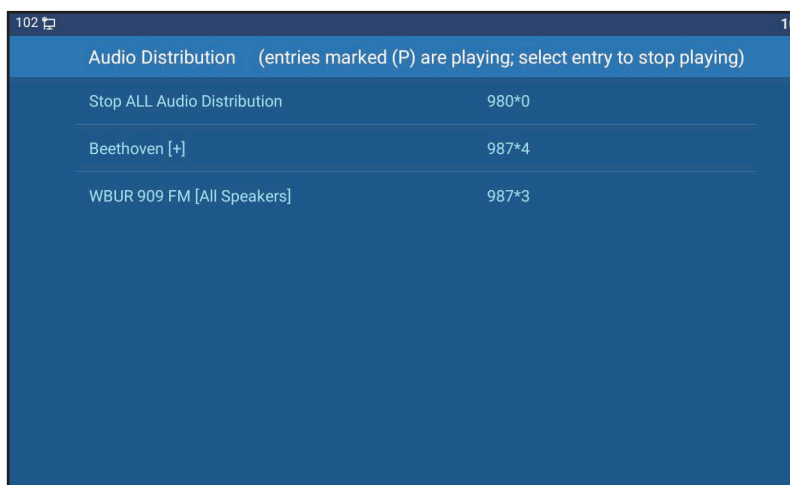 102
Audio Distribution (entries marked (P) are playing; select entry to stop playing)
Stop ALL Audio Distribution 980*0
Beethoven [+] 987*4
WBUR 909 FM [All Speakers] 987*3